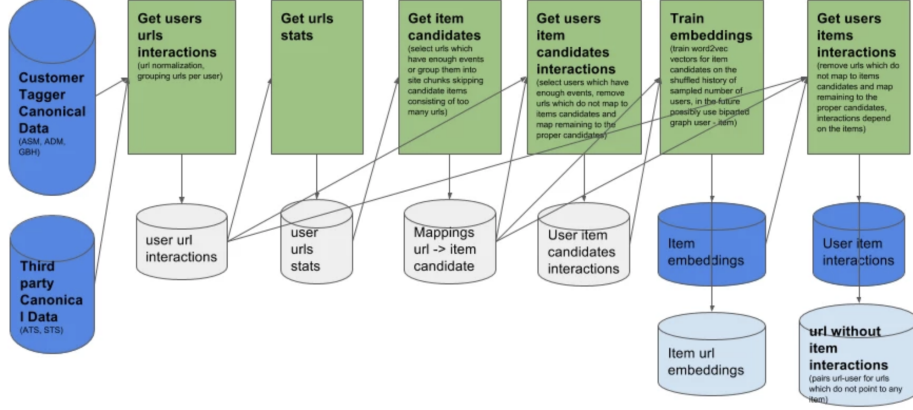 Customer
Tagger
Canonical
Data
(ASM, ADM,
GBH)
Third
party
Canonica
l Data
(ATS, STS)
Get users
urls
interactions
(url normalization,
grouping urls per user)
Get urls
stats
Get item
candidates
(select urls which
have enough events
or group them into
site chunks skipping
candidate items
consisting of too
many urls)
Get users
item
candidates
interactions
(select users which have
enough events, remove
urls which do not map to
items candidates and
map remaining to the
proper candidates)
Train
embeddings
(train word2vec
vectors for item
candidates on the
shuffled history of
sampled number of
users, in the future
possibly use biparted
graph user - item)
Get users
items
interactions
(remove urls which do
not map to items
candidates and map
remaining to the
proper candidates,
interactions depend
on the items)
user url
interactions
user
urls
stats
Mappings
url -> item
candidate
User item
candidates
interactions
Item
embeddings
User item
interactions
Item url
embeddings
url without
item
interactions
(pairs url-user for urls
which do not point to any
item)